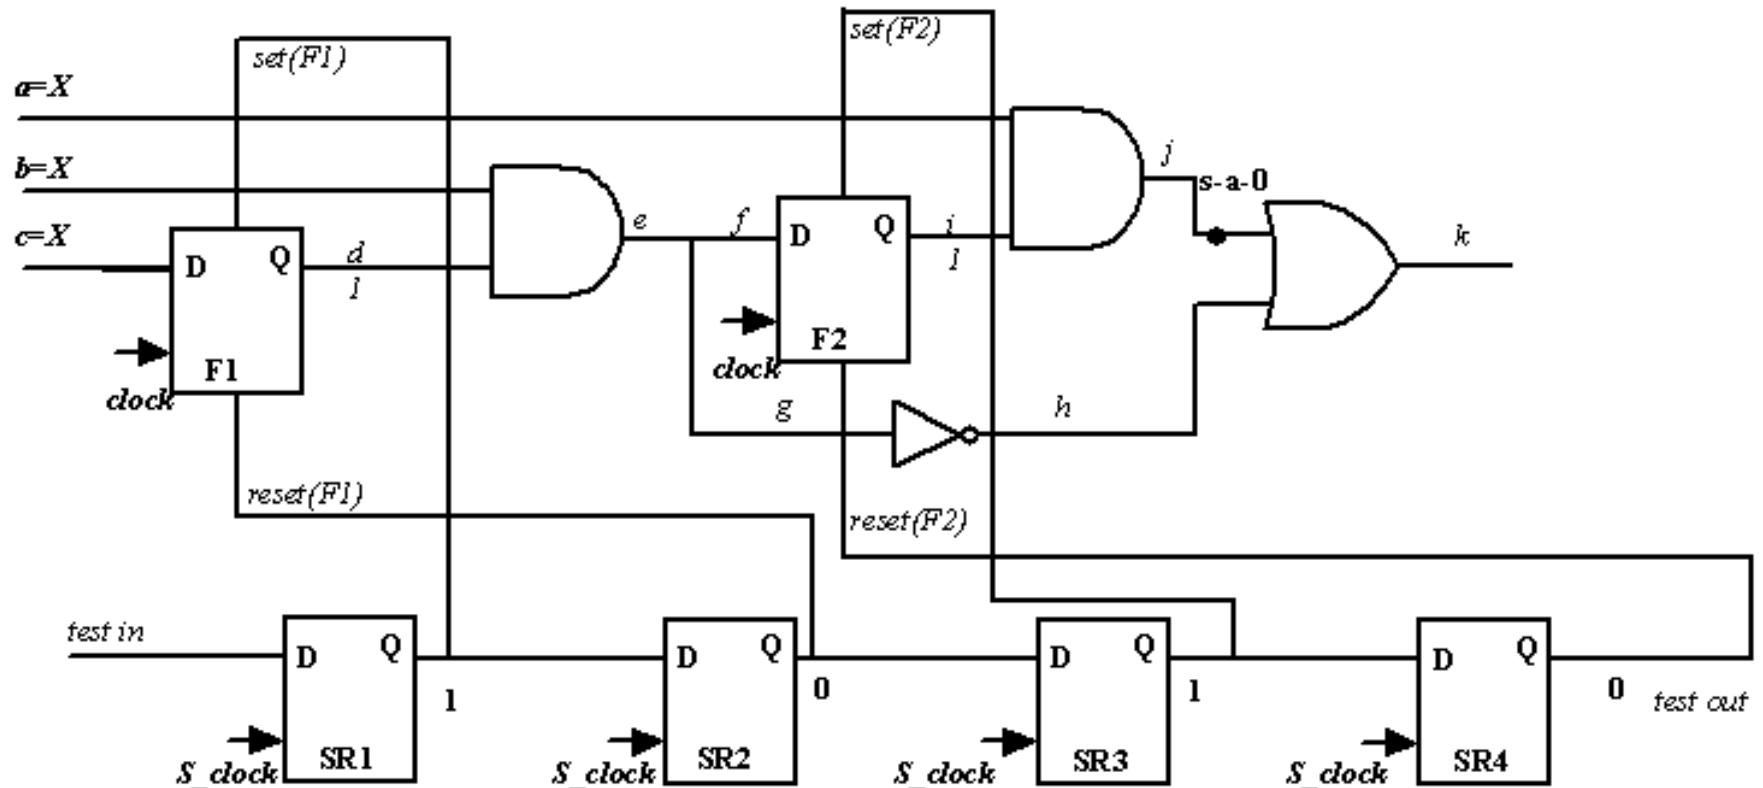 set(F2)
set(F1)
a=X
b=X
c=X
j
s-a-0
k
e
f
D Q
i
1
D Q
d
1
F1
clock
F2
clock
g
h
reset(F1)
reset(F2)
test in
D Q
1
SR1
S_clock
D Q
0
SR2
S_clock
D Q
1
SR3
S_clock
D Q
0
SR4
S_clock
test out